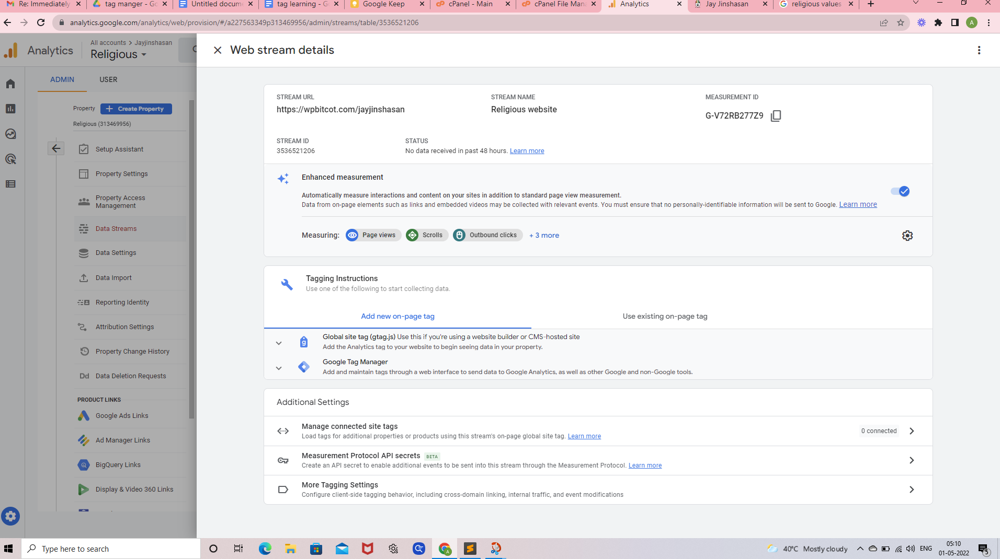 Re: Immediately
tag manger - Go
Untitled docume
tag learning - Go
Google Keep
cPanel - Main
cPanel File Mana
Analytics
Jay Jinshasan
religious values
analytics.google.com/analytics/web/provision/#/a227563349p313469956/admin/streams/table/3536521206
A
Analytics
All accounts > Jayjinshasan
Religious
Web stream details
ADMIN
USER
Property
Create Property
Religious (313469956)
Setup Assistant
Property Settings
Property Access
Management
Data Streams
Data Settings
Data Import
Reporting Identity
Attribution Settings
Property Change History
Dd Data Deletion Requests
PRODUCT LINKS
Google Ads Links
Ad Manager Links
BigQuery Links
Display & Video 360 Links
STREAM URL
https://wpbitcot.com/jayjinshasan
STREAM NAME
Religious website
MEASUREMENT ID
G-V72RB277Z9
STREAM ID
3536521206
STATUS
No data received in past 48 hours. Learn more
Enhanced measurement
Automatically measure interactions and content on your sites in addition to standard page view measurement.
Data from on-page elements such as links and embedded videos may be collected with relevant events. You must ensure that no personally-identifiable information will be sent to Google. Learn more
Measuring: Page views Scrolls Outbound clicks + 3 more
Tagging Instructions
Use one of the following to start collecting data.
Add new on-page tag
Use existing on-page tag
Global site tag (gtag.js) Use this if you're using a website builder or CMS-hosted site
Add the Analytics tag to your website to begin seeing data in your property.
Google Tag Manager
Add and maintain tags through a web interface to send data to Google Analytics, as well as other Google and non-Google tools.
Additional Settings
Manage connected site tags
Load tags for additional properties or products using this stream's on-page global site tag. Learn more
0 connected
Measurement Protocol API secrets BETA
Create an API secret to enable additional events to be sent into this stream through the Measurement Protocol. Learn more
More Tagging Settings
Configure client-side tagging behavior, including cross-domain linking, internal traffic, and event modifications
Type here to search
40°C Mostly cloudy
ENG
05:10
01-05-2022
5